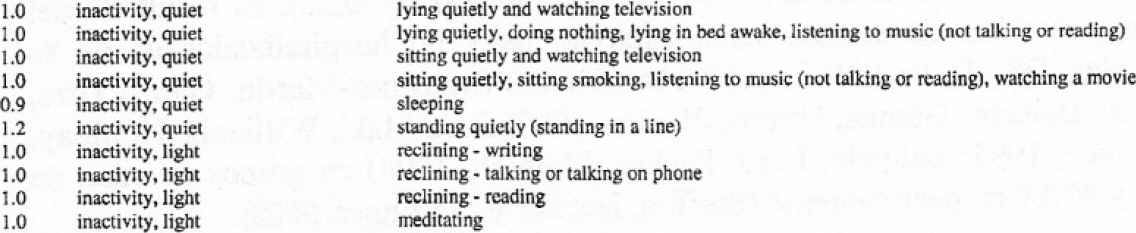 1.0 inactivity, quiet lying quietly and watching television
1.0 inactivity, quiet lying quietly, doing nothing, lying in bed awake, listening to music (not talking or reading)
1.0 inactivity, quiet sitting quietly and watching television
1.0 inactivity, quiet sitting quietly, sitting smoking, listening to music (not talking or reading), watching a movie
0.9 inactivity, quiet sleeping
1.2 inactivity, quiet standing quietly (standing in a line)
1.0 inactivity, light reclining - writing
1.0 inactivity, light reclining - talking or talking on phone
1.0 inactivity, light reclining - reading
1.0 inactivity, light meditating